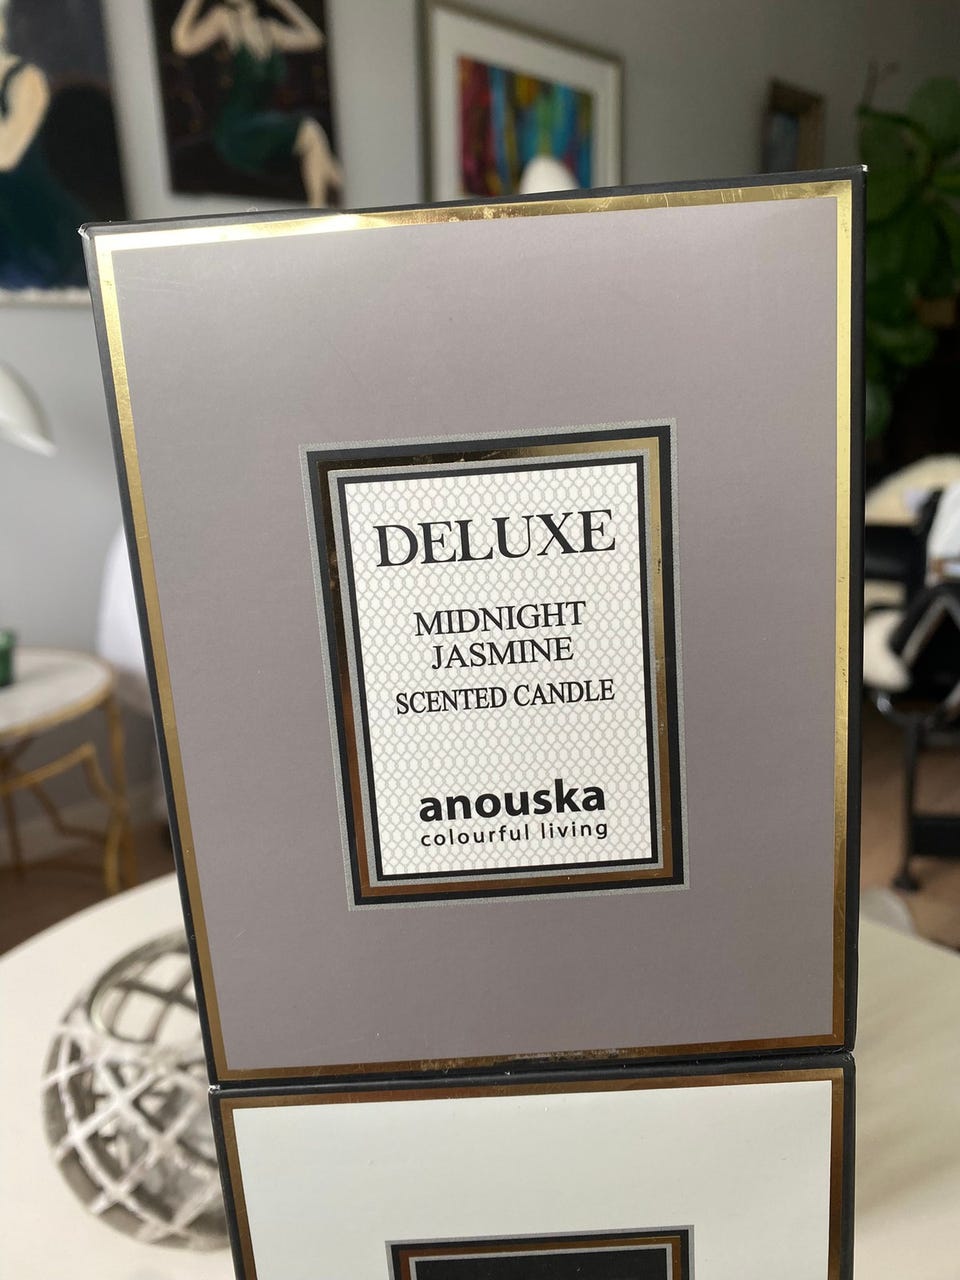 DELUXE
MIDNIGHT
JASMINE
SCENTED CANDLE
anouska
colourful living